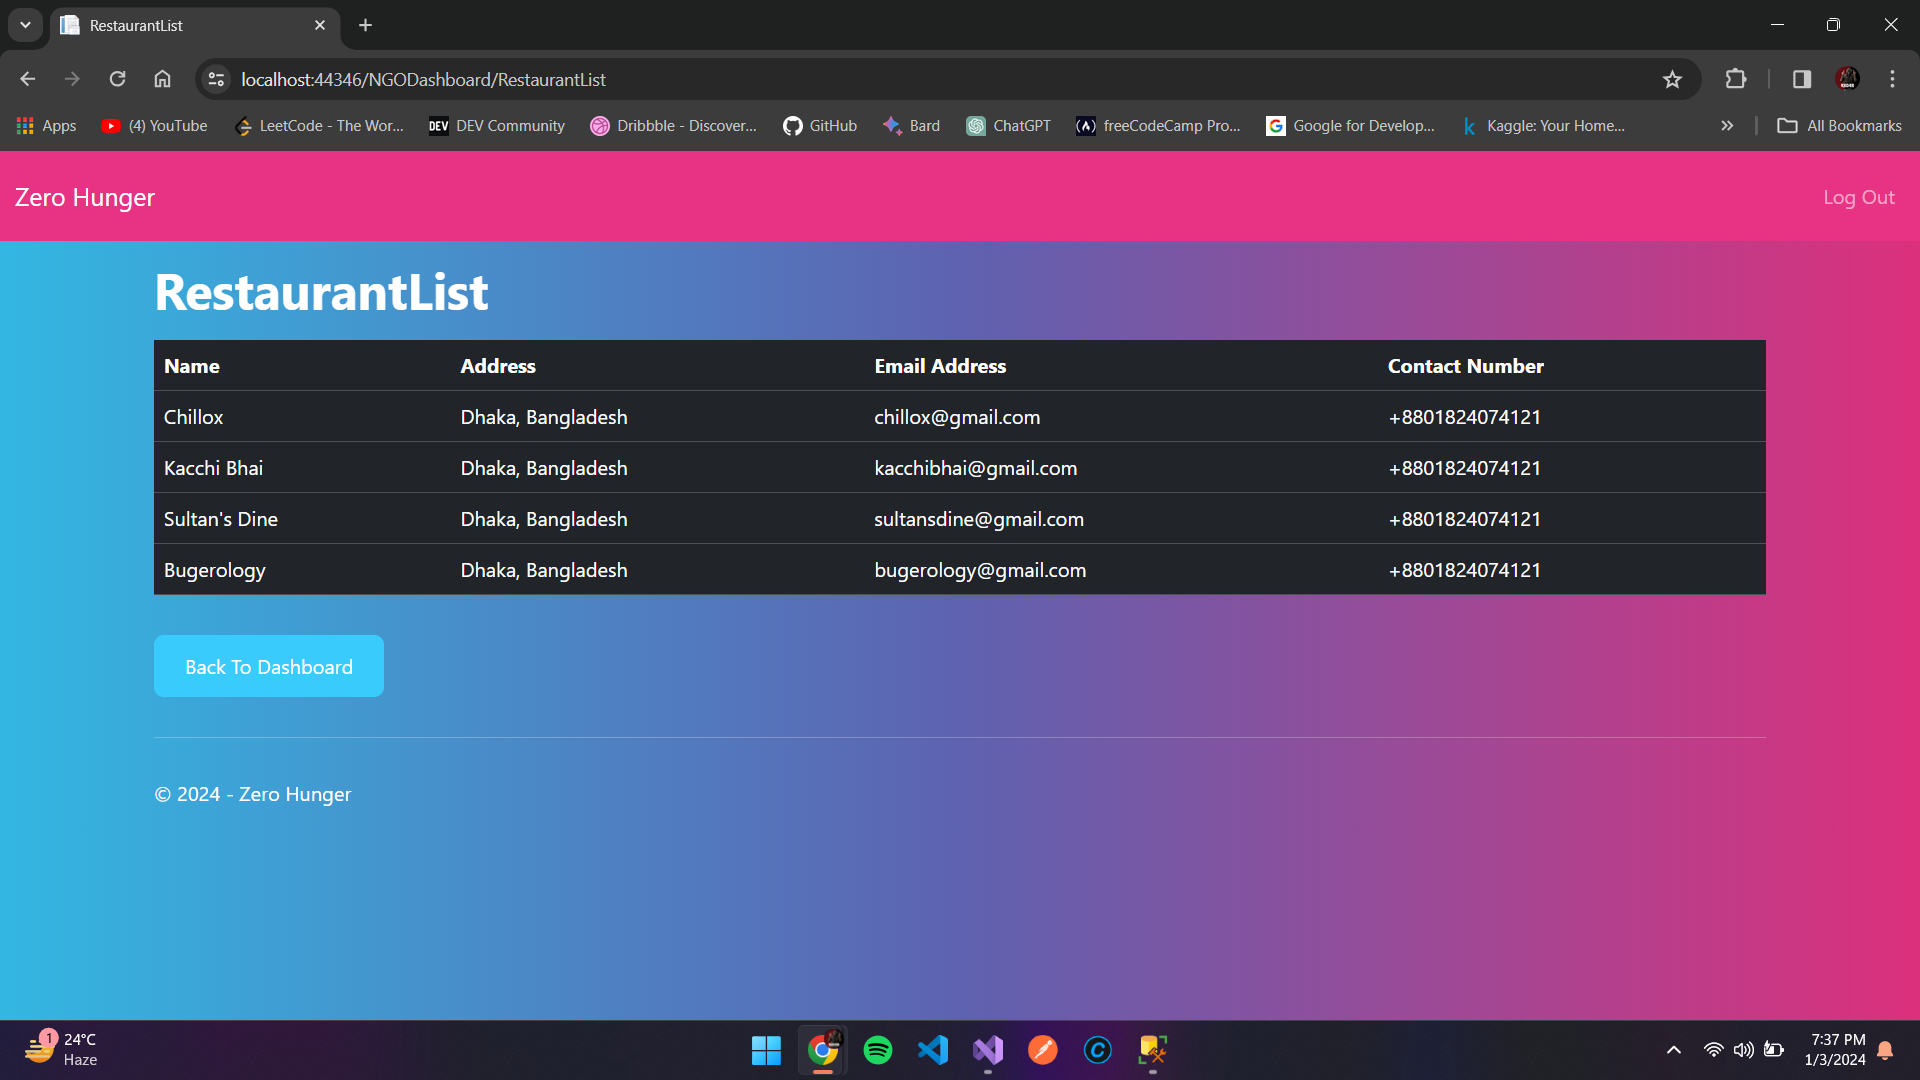 RestaurantList
localhost:44346/NGODashboard/RestaurantList
Apps (4) YouTube LeetCode - The Wor... DEV DEV Community Dribbble - Discover... GitHub Bard ChatGPT freeCodeCamp Pro... G Google for Develop... k Kaggle: Your Home... All Bookmarks
Zero Hunger Log Out
RestaurantList
Name Address Email Address Contact Number
Chillox Dhaka, Bangladesh chillox@gmail.com +8801824074121
Kacchi Bhai Dhaka, Bangladesh kacchibhai@gmail.com +8801824074121
Sultan's Dine Dhaka, Bangladesh sultansdine@gmail.com +8801824074121
Bugerology Dhaka, Bangladesh bugerology@gmail.com +8801824074121
Back To Dashboard
© 2024 - Zero Hunger
1 24°C
Haze
C
7:37 PM
1/3/2024